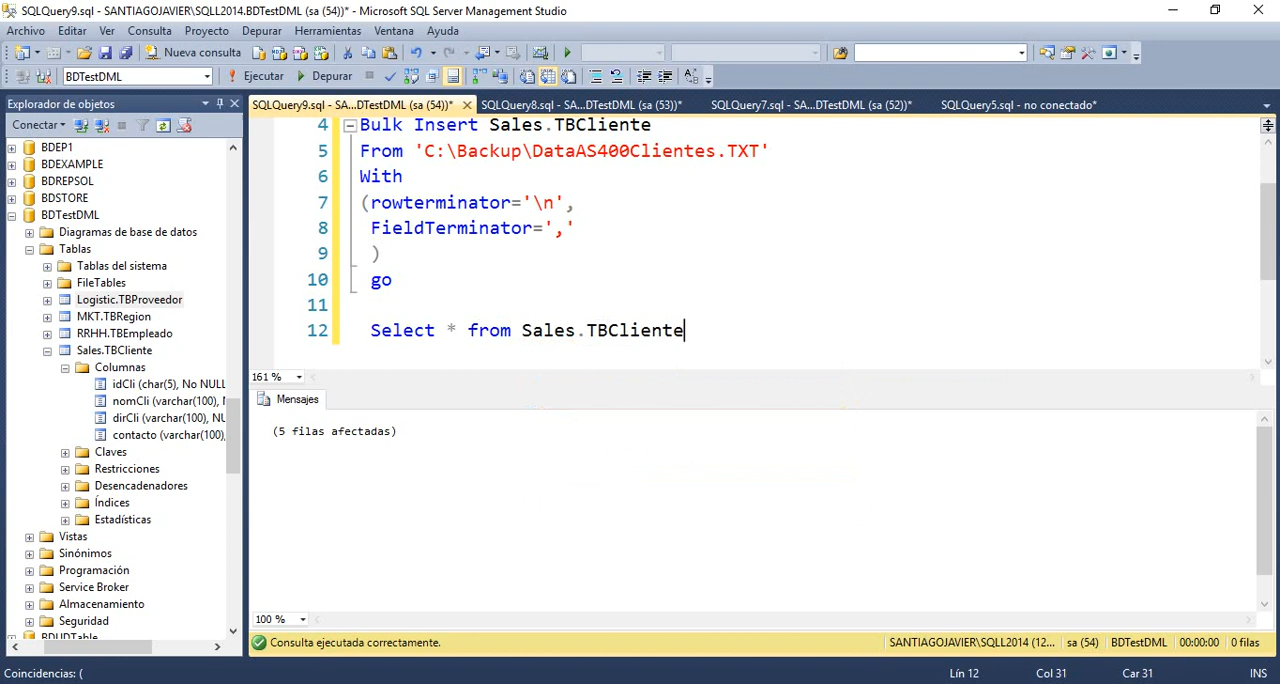 SQLQuery9.sql - SANTIAGOJAVIER\SQLL2014.BDTestDML (sa (54))* - Microsoft SQL Server Management Studio
Archivo Editar Ver Consulta Proyecto Depurar Herramientas Ventana Ayuda
Nueva consulta
BDTestDML Ejecutar Depurar
Explorador de objetos
SQLQuery9.sql - SA...DTestDML (sa (54))* SQLQuery8.sql - SA...DTestDML (sa (53))* SQLQuery7.sql - SA...DTestDML (sa (52))* SQLQuery5.sql - no conectado*
Conectar
BDEP1
BDEXAMPLE
BDREPSOL
BDSTORE
BDTestDML
Diagramas de base de datos
Tablas
Tablas del sistema
FileTables
Logistic.TBProveedor
MKT.TBRegion
RRHH.TBEmpleado
Sales.TBCliente
Columnas
idCli (char(5), No NULL
nomCli (varchar(100), N
dirCli (varchar(100), NU
contacto (varchar(100),
Claves
Restricciones
Desencadenadores
Índices
Estadísticas
Vistas
Sinónimos
Programación
Service Broker
Almacenamiento
Seguridad
BDUDTable
4 Bulk Insert Sales.TBCliente
5 From 'C:\Backup\DataAS400Clientes.TXT'
6 With
7 (rowterminator='\n',
8 FieldTerminator=','
9 )
10 go
11
12 Select * from Sales.TBCliente
161 %
Mensajes
(5 filas afectadas)
100 %
Consulta ejecutada correctamente. SANTIAGOJAVIER\SQLL2014 (12... sa (54) BDTestDML 00:00:00 0 filas
Coincidencias: ( Lín 12 Col 31 Car 31 INS